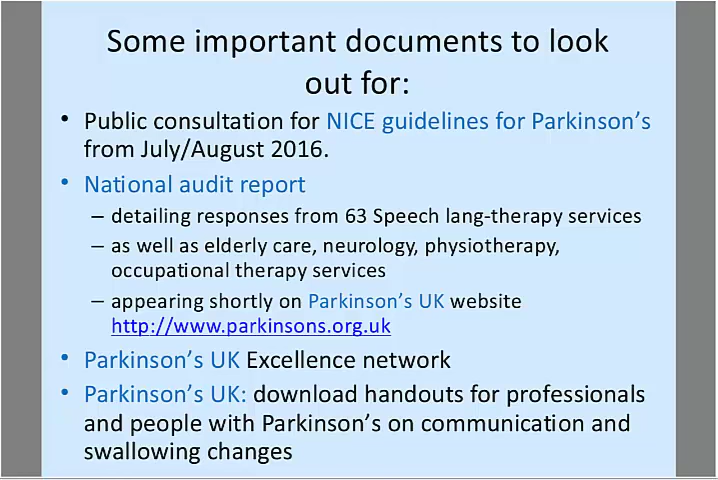 Some important documents to look
out for:
• Public consultation for NICE guidelines for Parkinson's
from July/August 2016.
• National audit report
– detailing responses from 63 Speech lang-therapy services
– as well as elderly care, neurology, physiotherapy,
occupational therapy services
– appearing shortly on Parkinson's UK website
http://www.parkinsons.org.uk
• Parkinson's UK Excellence network
• Parkinson's UK: download handouts for professionals
and people with Parkinson's on communication and
swallowing changes